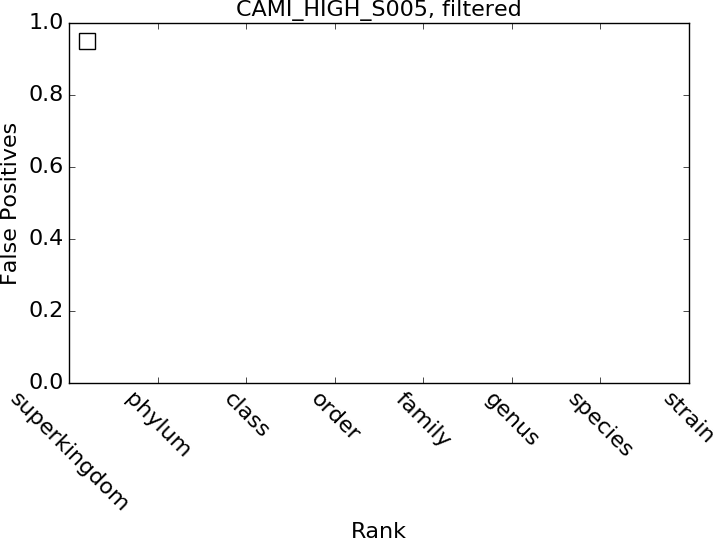 CAMI_HIGH_S005, filtered
1.0
0.8
0.6
0.4
0.2
0.0
False Positives
superkingdom
phylum
class
order
family
genus
species
strain
Rank